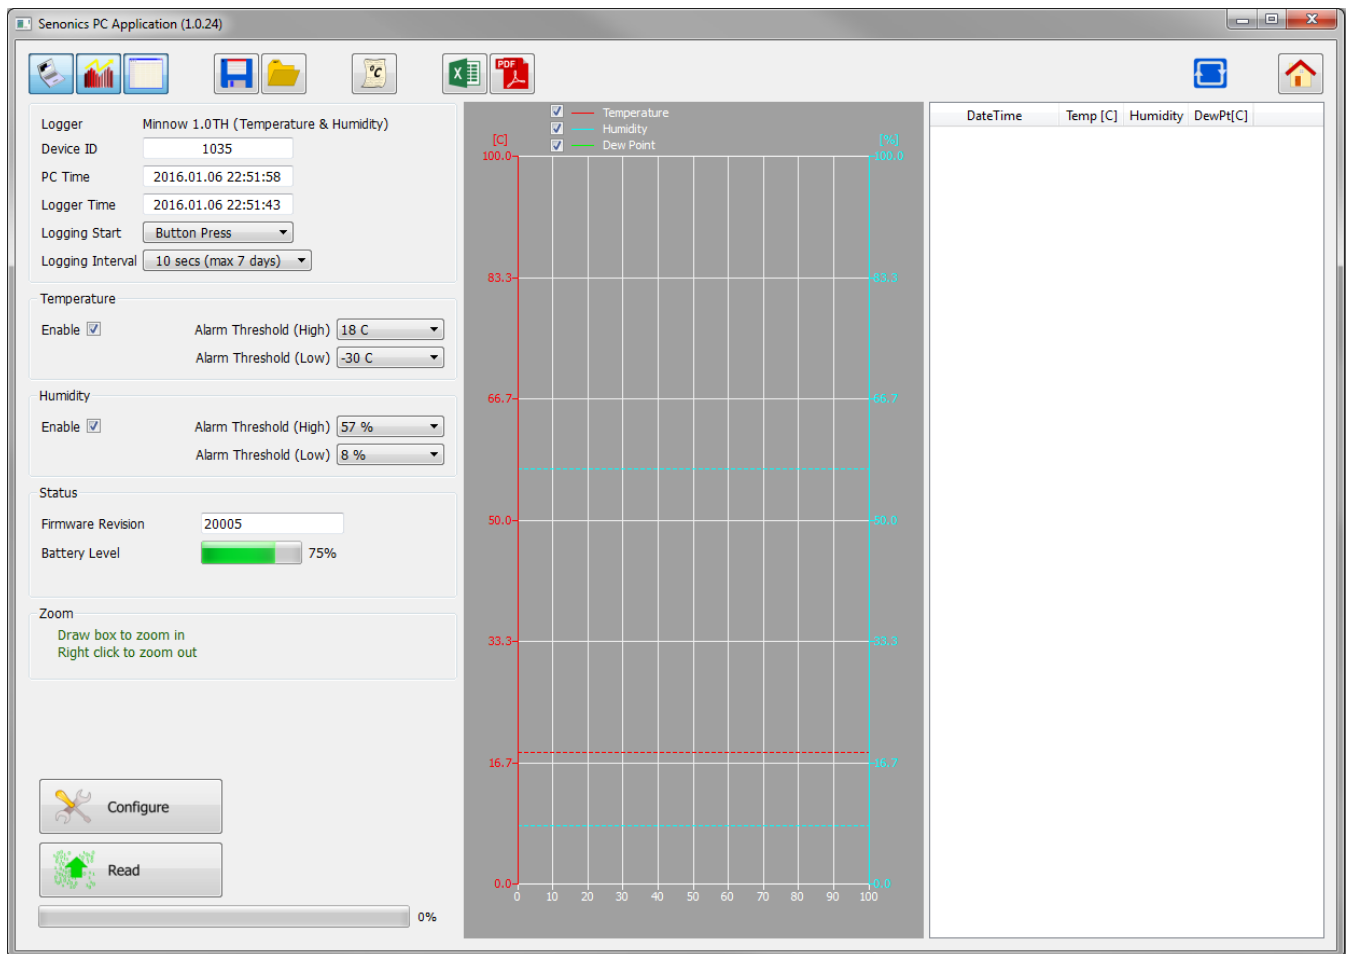 Senonics PC Application (1.0.24)
°C
X
PDF
Logger Minnow 1.0TH (Temperature & Humidity)
Device ID 1035
PC Time 2016.01.06 22:51:58
Logger Time 2016.01.06 22:51:43
Logging Start Button Press
Logging Interval 10 secs (max 7 days)
Temperature
Enable Alarm Threshold (High) 18 C
Alarm Threshold (Low) -30 C
Humidity
Enable Alarm Threshold (High) 57 %
Alarm Threshold (Low) 8 %
Status
Firmware Revision 20005
Battery Level 75%
Zoom
Draw box to zoom in
Right click to zoom out
Configure
Read
0%
Temperature
Humidity
Dew Point
[C] [%]
100.0 100.0
83.3 83.3
66.7 66.7
50.0 50.0
33.3 33.3
16.7 16.7
0.0 0.0
0 10 20 30 40 50 60 70 80 90 100
DateTime Temp [C] Humidity DewPt[C]